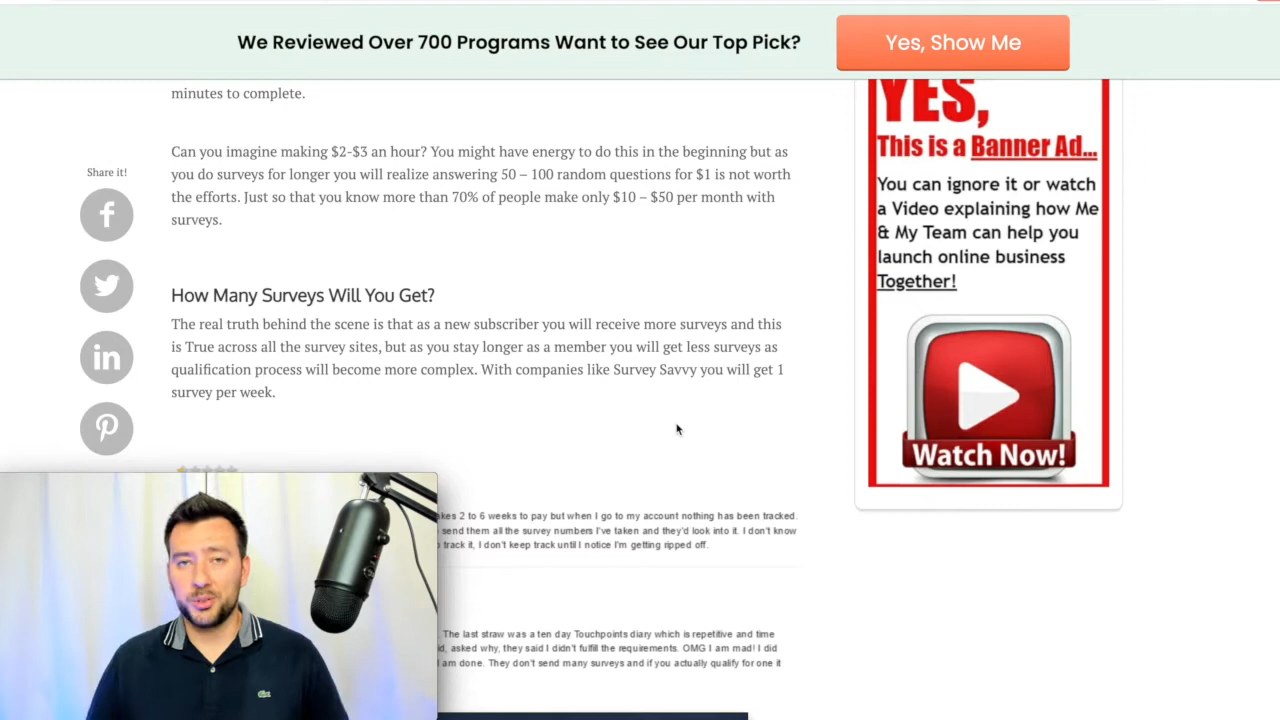 We Reviewed Over 700 Programs Want to See Our Top Pick?
Yes, Show Me
minutes to complete.
Can you imagine making $2-$3 an hour? You might have energy to do this in the beginning but as
you do surveys for longer you will realize answering 50 – 100 random questions for $1 is not worth
the efforts. Just so that you know more than 70% of people make only $10 – $50 per month with
surveys.
Share it!
How Many Surveys Will You Get?
The real truth behind the scene is that as a new subscriber you will receive more surveys and this
is True across all the survey sites, but as you stay longer as a member you will get less surveys as
qualification process will become more complex. With companies like Survey Savvy you will get 1
survey per week.
YES,
This is a Banner Ad...
You can ignore it or watch
a Video explaining how Me
& My Team can help you
launch online business
Together!
Watch Now!
2 to 6 weeks to pay but when I go to my account nothing has been tracked.
send them all the survey numbers I've taken and they'd look into it. I don't know
track it, I don't keep track until I notice I'm getting ripped off.
The last straw was a ten day Touchpoints diary which is repetitive and time
asked why, they said I didn't fulfill the requirements. OMG I am mad! I did
am done. They don't send many surveys and if you actually qualify for one it